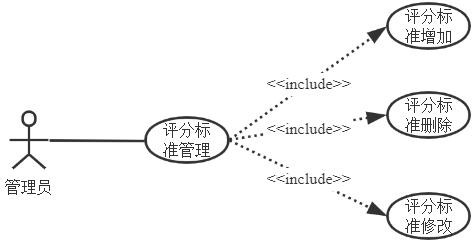 评分标
准增加
<<include>>
评分标
准删除
<<include>>
评分标
准管理
<<include>>
管理员
评分标
准修改